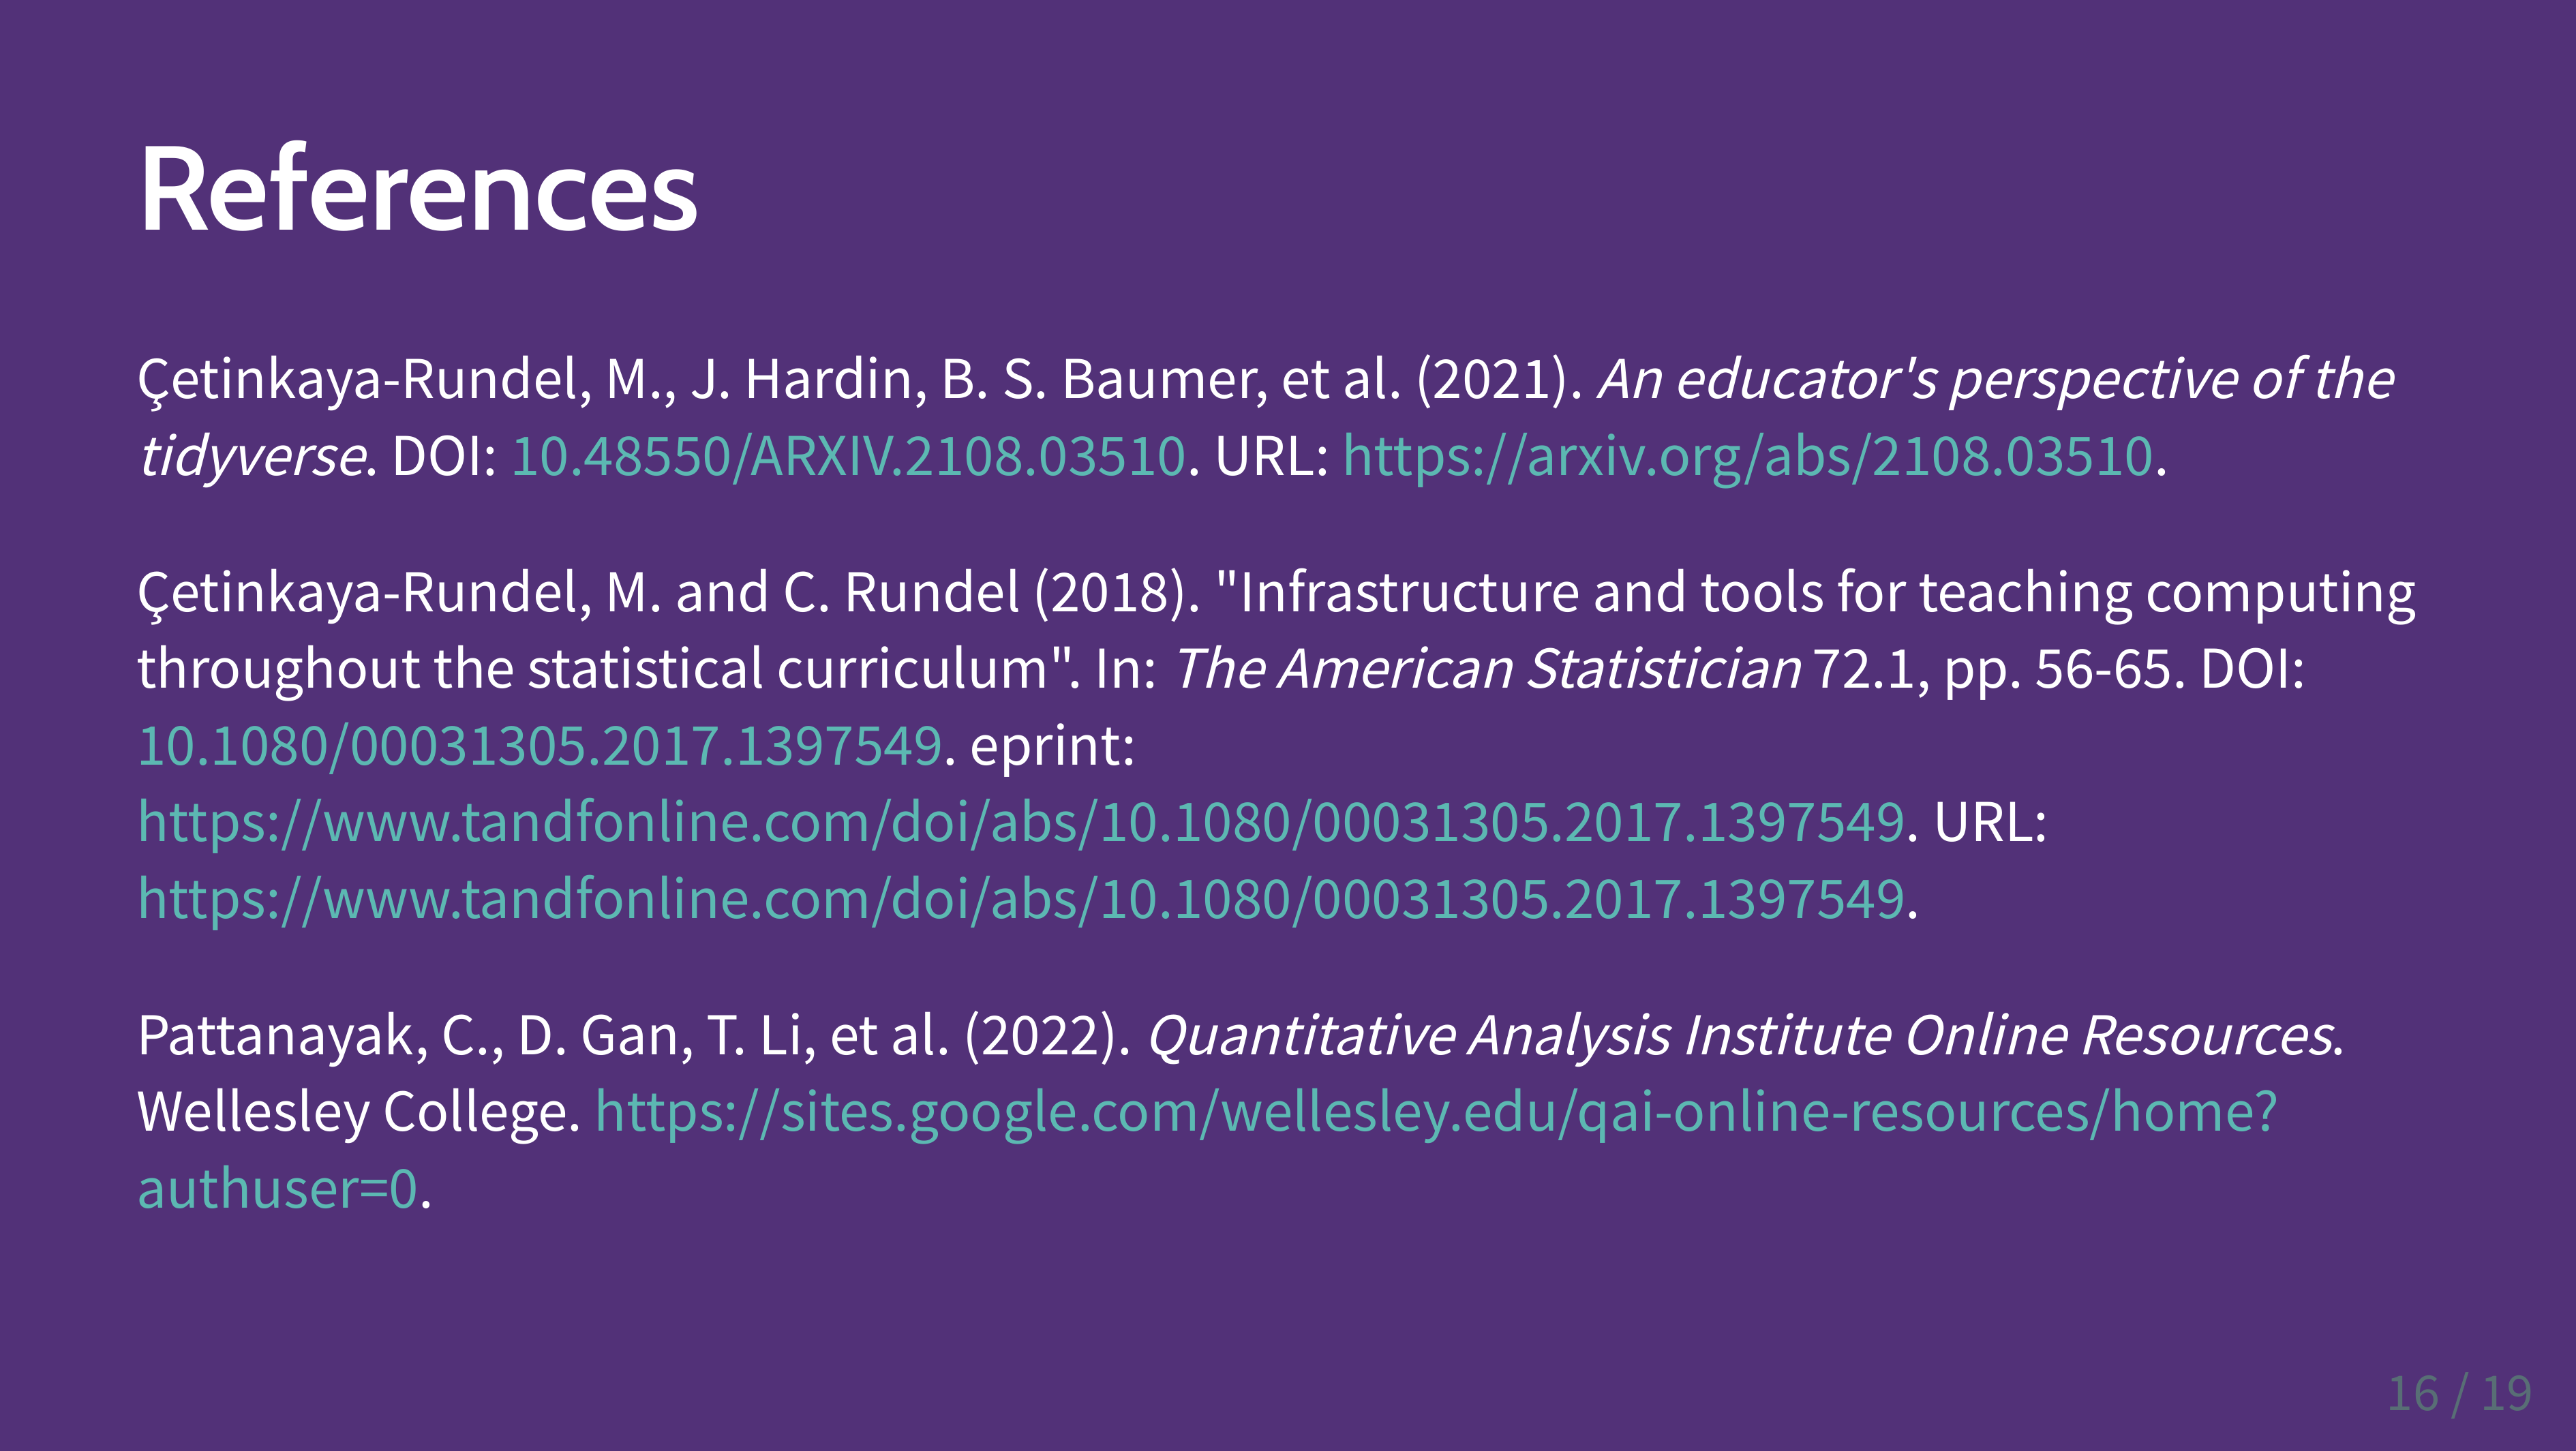 References
Çetinkaya-Rundel, M., J. Hardin, B. S. Baumer, et al. (2021). An educator's perspective of the
tidyverse. DOI: 10.48550/ARXIV.2108.03510. URL: https://arxiv.org/abs/2108.03510.
Çetinkaya-Rundel, M. and C. Rundel (2018). "Infrastructure and tools for teaching computing
throughout the statistical curriculum". In: The American Statistician 72.1, pp. 56-65. DOI:
10.1080/00031305.2017.1397549. eprint:
https://www.tandfonline.com/doi/abs/10.1080/00031305.2017.1397549. URL:
https://www.tandfonline.com/doi/abs/10.1080/00031305.2017.1397549.
Pattanayak, C., D. Gan, T. Li, et al. (2022). Quantitative Analysis Institute Online Resources.
Wellesley College. https://sites.google.com/wellesley.edu/qai-online-resources/home?
authuser=0.
16 / 19